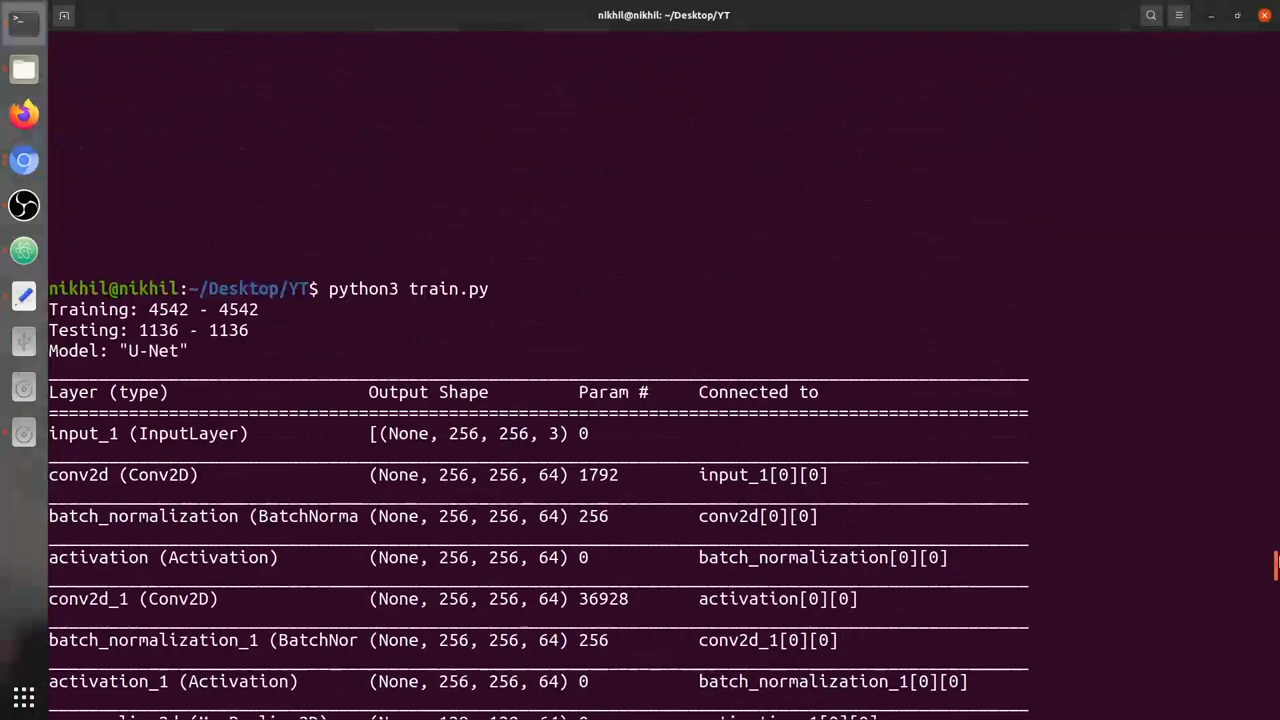 nikhil@nikhil: ~/Desktop/YT
nikhil@nikhil:~/Desktop/YT$ python3 train.py
Training: 4542 - 4542
Testing: 1136 - 1136
Model: "U-Net"
Layer (type) Output Shape Param # Connected to
input_1 (InputLayer) [(None, 256, 256, 3) 0
conv2d (Conv2D) (None, 256, 256, 64) 1792 input_1[0][0]
batch_normalization (BatchNorma (None, 256, 256, 64) 256 conv2d[0][0]
activation (Activation) (None, 256, 256, 64) 0 batch_normalization[0][0]
conv2d_1 (Conv2D) (None, 256, 256, 64) 36928 activation[0][0]
batch_normalization_1 (BatchNor (None, 256, 256, 64) 256 conv2d_1[0][0]
activation_1 (Activation) (None, 256, 256, 64) 0 batch_normalization_1[0][0]